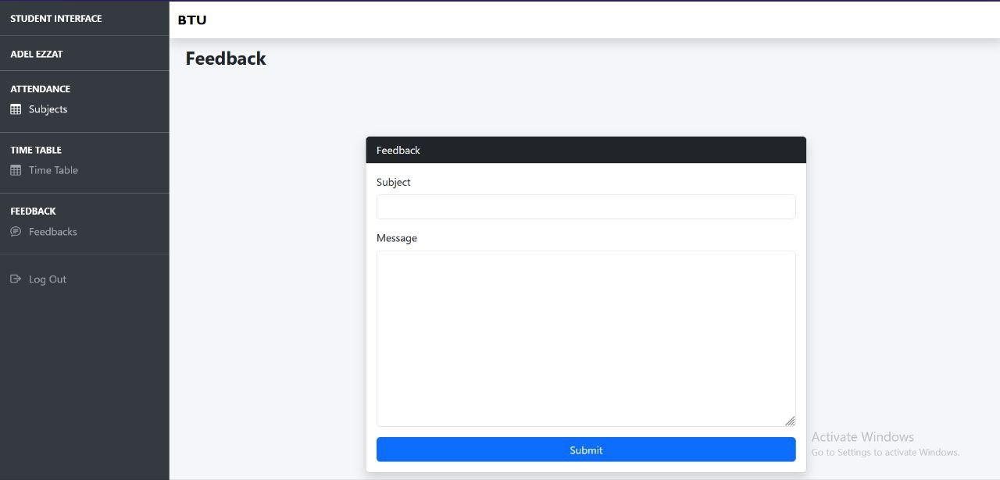 STUDENT INTERFACE
ADEL EZZAT
ATTENDANCE
Subjects
TIME TABLE
Time Table
FEEDBACK
Feedbacks
Log Out
BTU
Feedback
Feedback
Subject
Message
Submit
Activate Windows
Go to Settings to activate Windows.